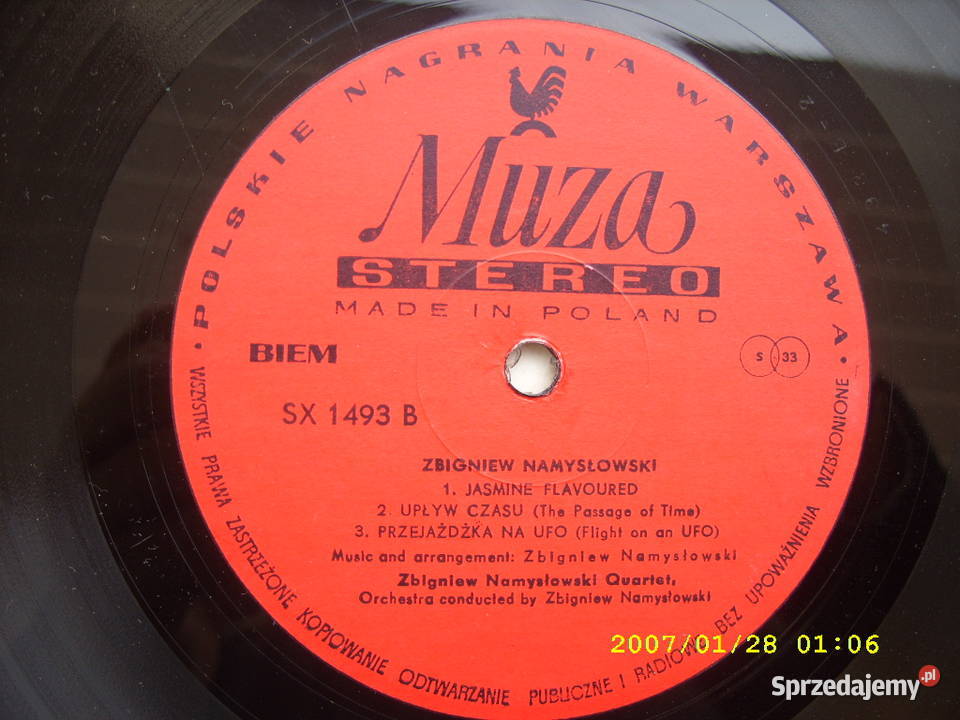 • POLSKIE NAGRANIA WARSZAWA •
Muza
STEREO
MADE IN POLAND
BIEM
S 33
SX 1493 B
ZBIGNIEW NAMYSŁOWSKI
1. JASMINE FLAVOURED
2. UPŁYW CZASU (The Passage of Time)
3. PRZEJAŻDŻKA NA UFO (Flight on an UFO)
Music and arrangement: Zbigniew Namysłowski
Zbigniew Namysłowski Quartet,
Orchestra conducted by Zbigniew Namysłowski
WSZYSTKIE PRAWA ZASTRZEŻONE KOPIOWANIE ODTWARZANIE PUBLICZNE I RADIOWE BEZ UPOWAŻNIENIA WZBRONIONE
2007/01/28 01:06
Sprzedajemy.pl